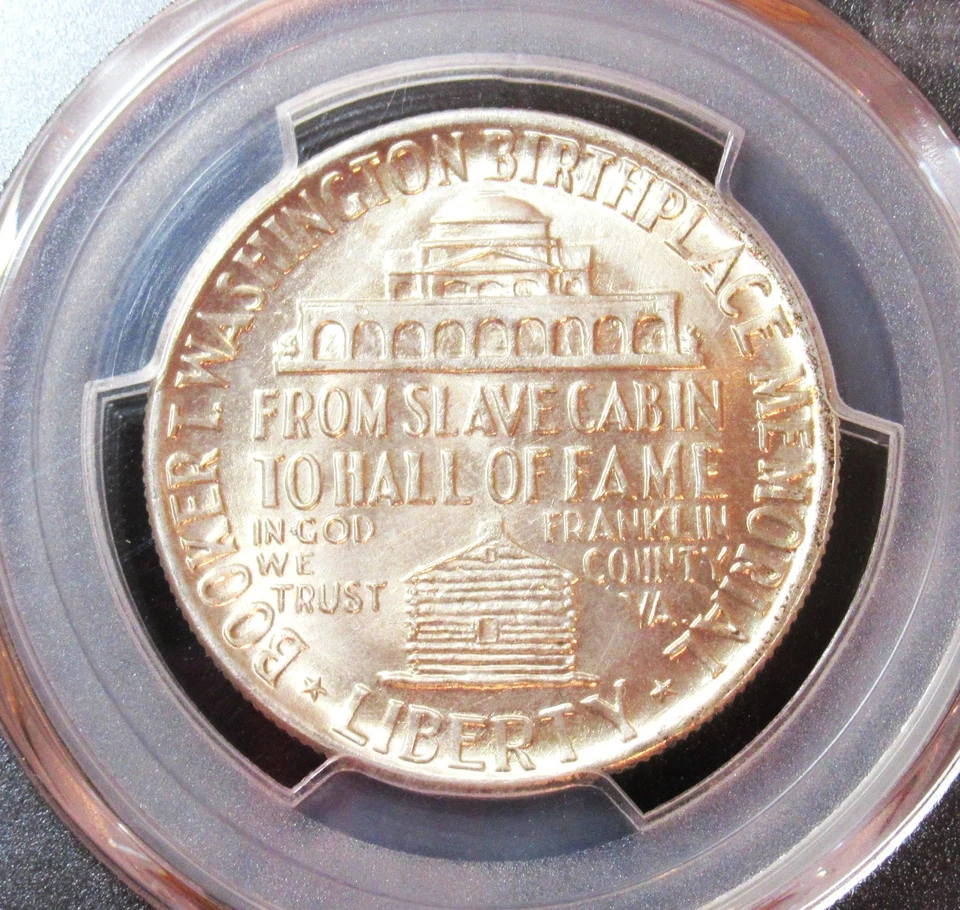 BOOKER T. WASHINGTON BIRTHPLACE MEMORIAL
FROM SLAVE CABIN
TO HALL OF FAME
IN·GOD
WE
TRUST
FRANKLIN
COUNTY
VA.
LIBERTY